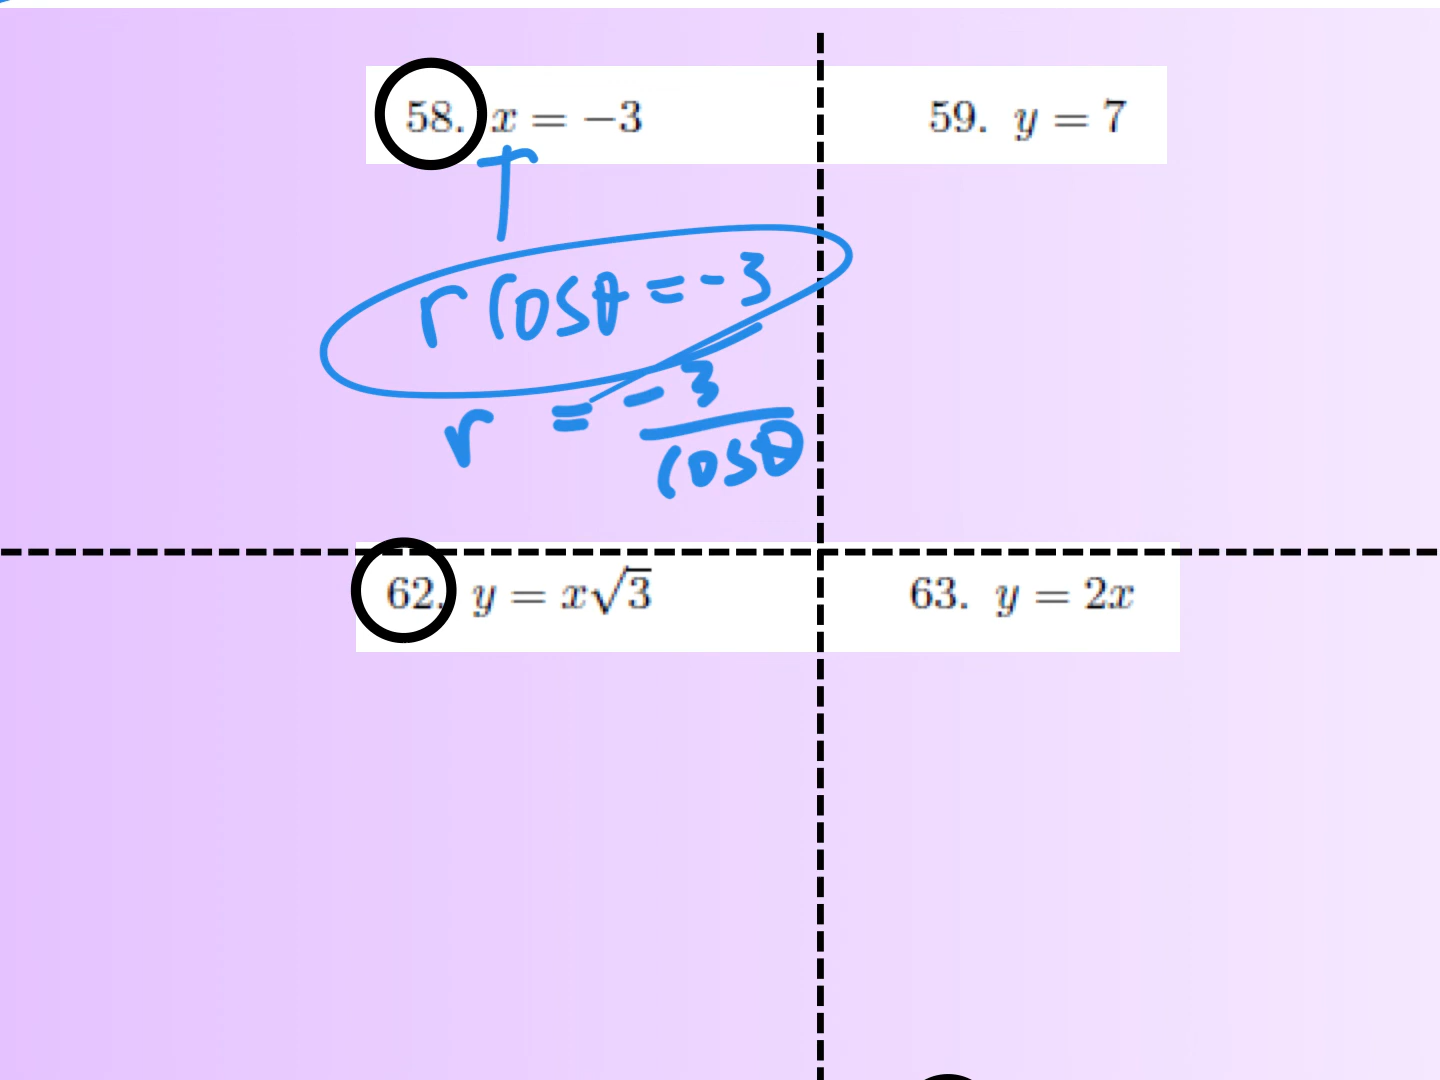 58. x = −3
59. y = 7
r cosθ = -3
r = -3/cosθ
62. y = x√3
63. y = 2x